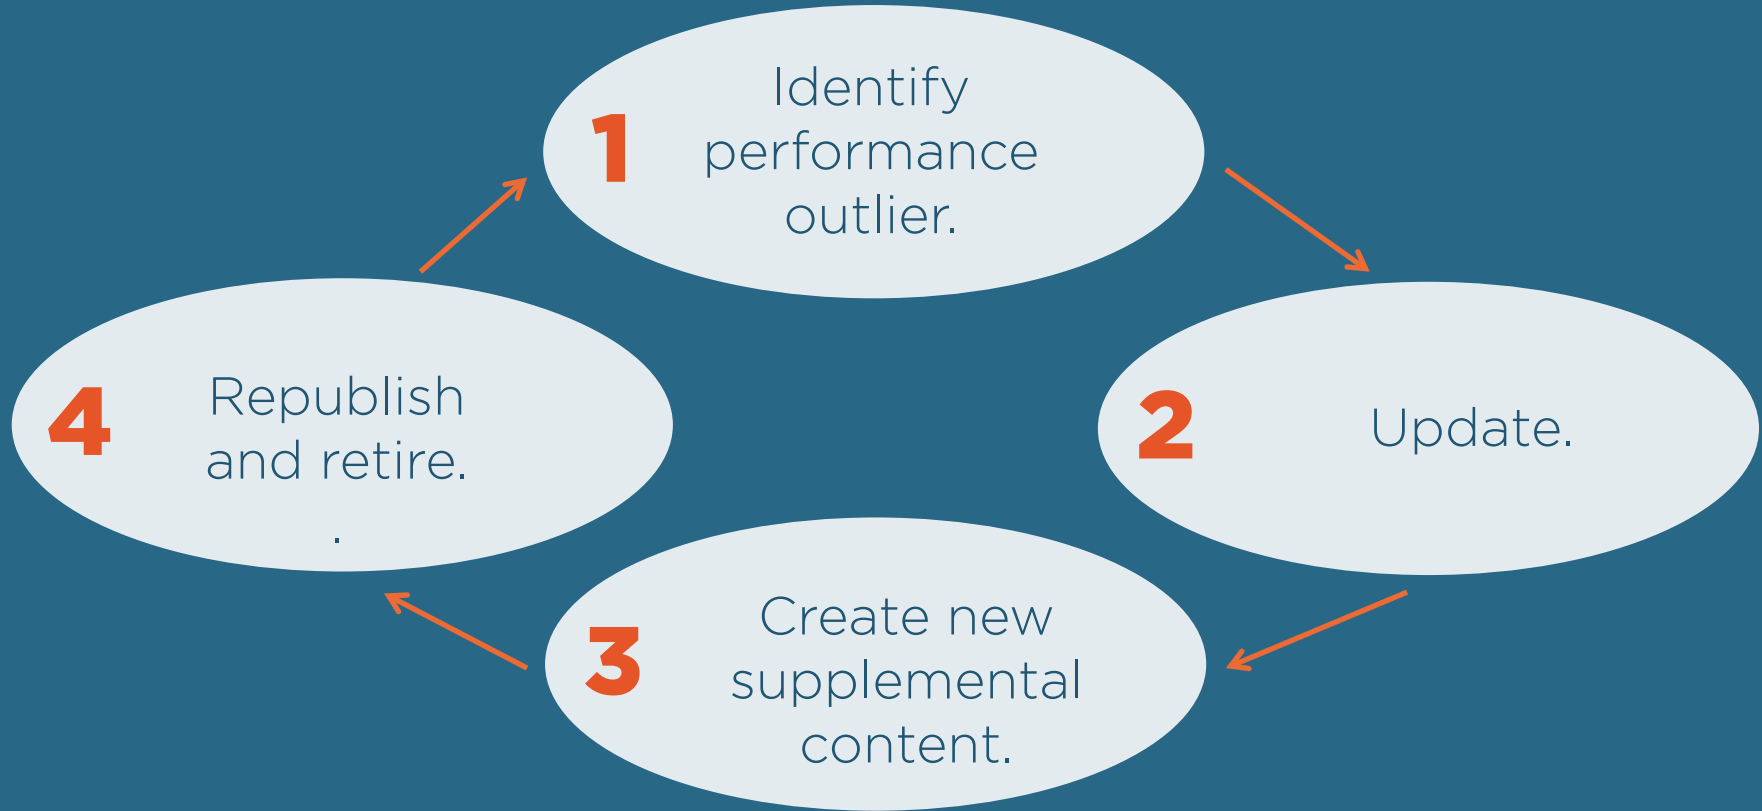 1
Identify
performance
outlier.
2
Update.
3
Create new
supplemental
content.
4
Republish
and retire.
.